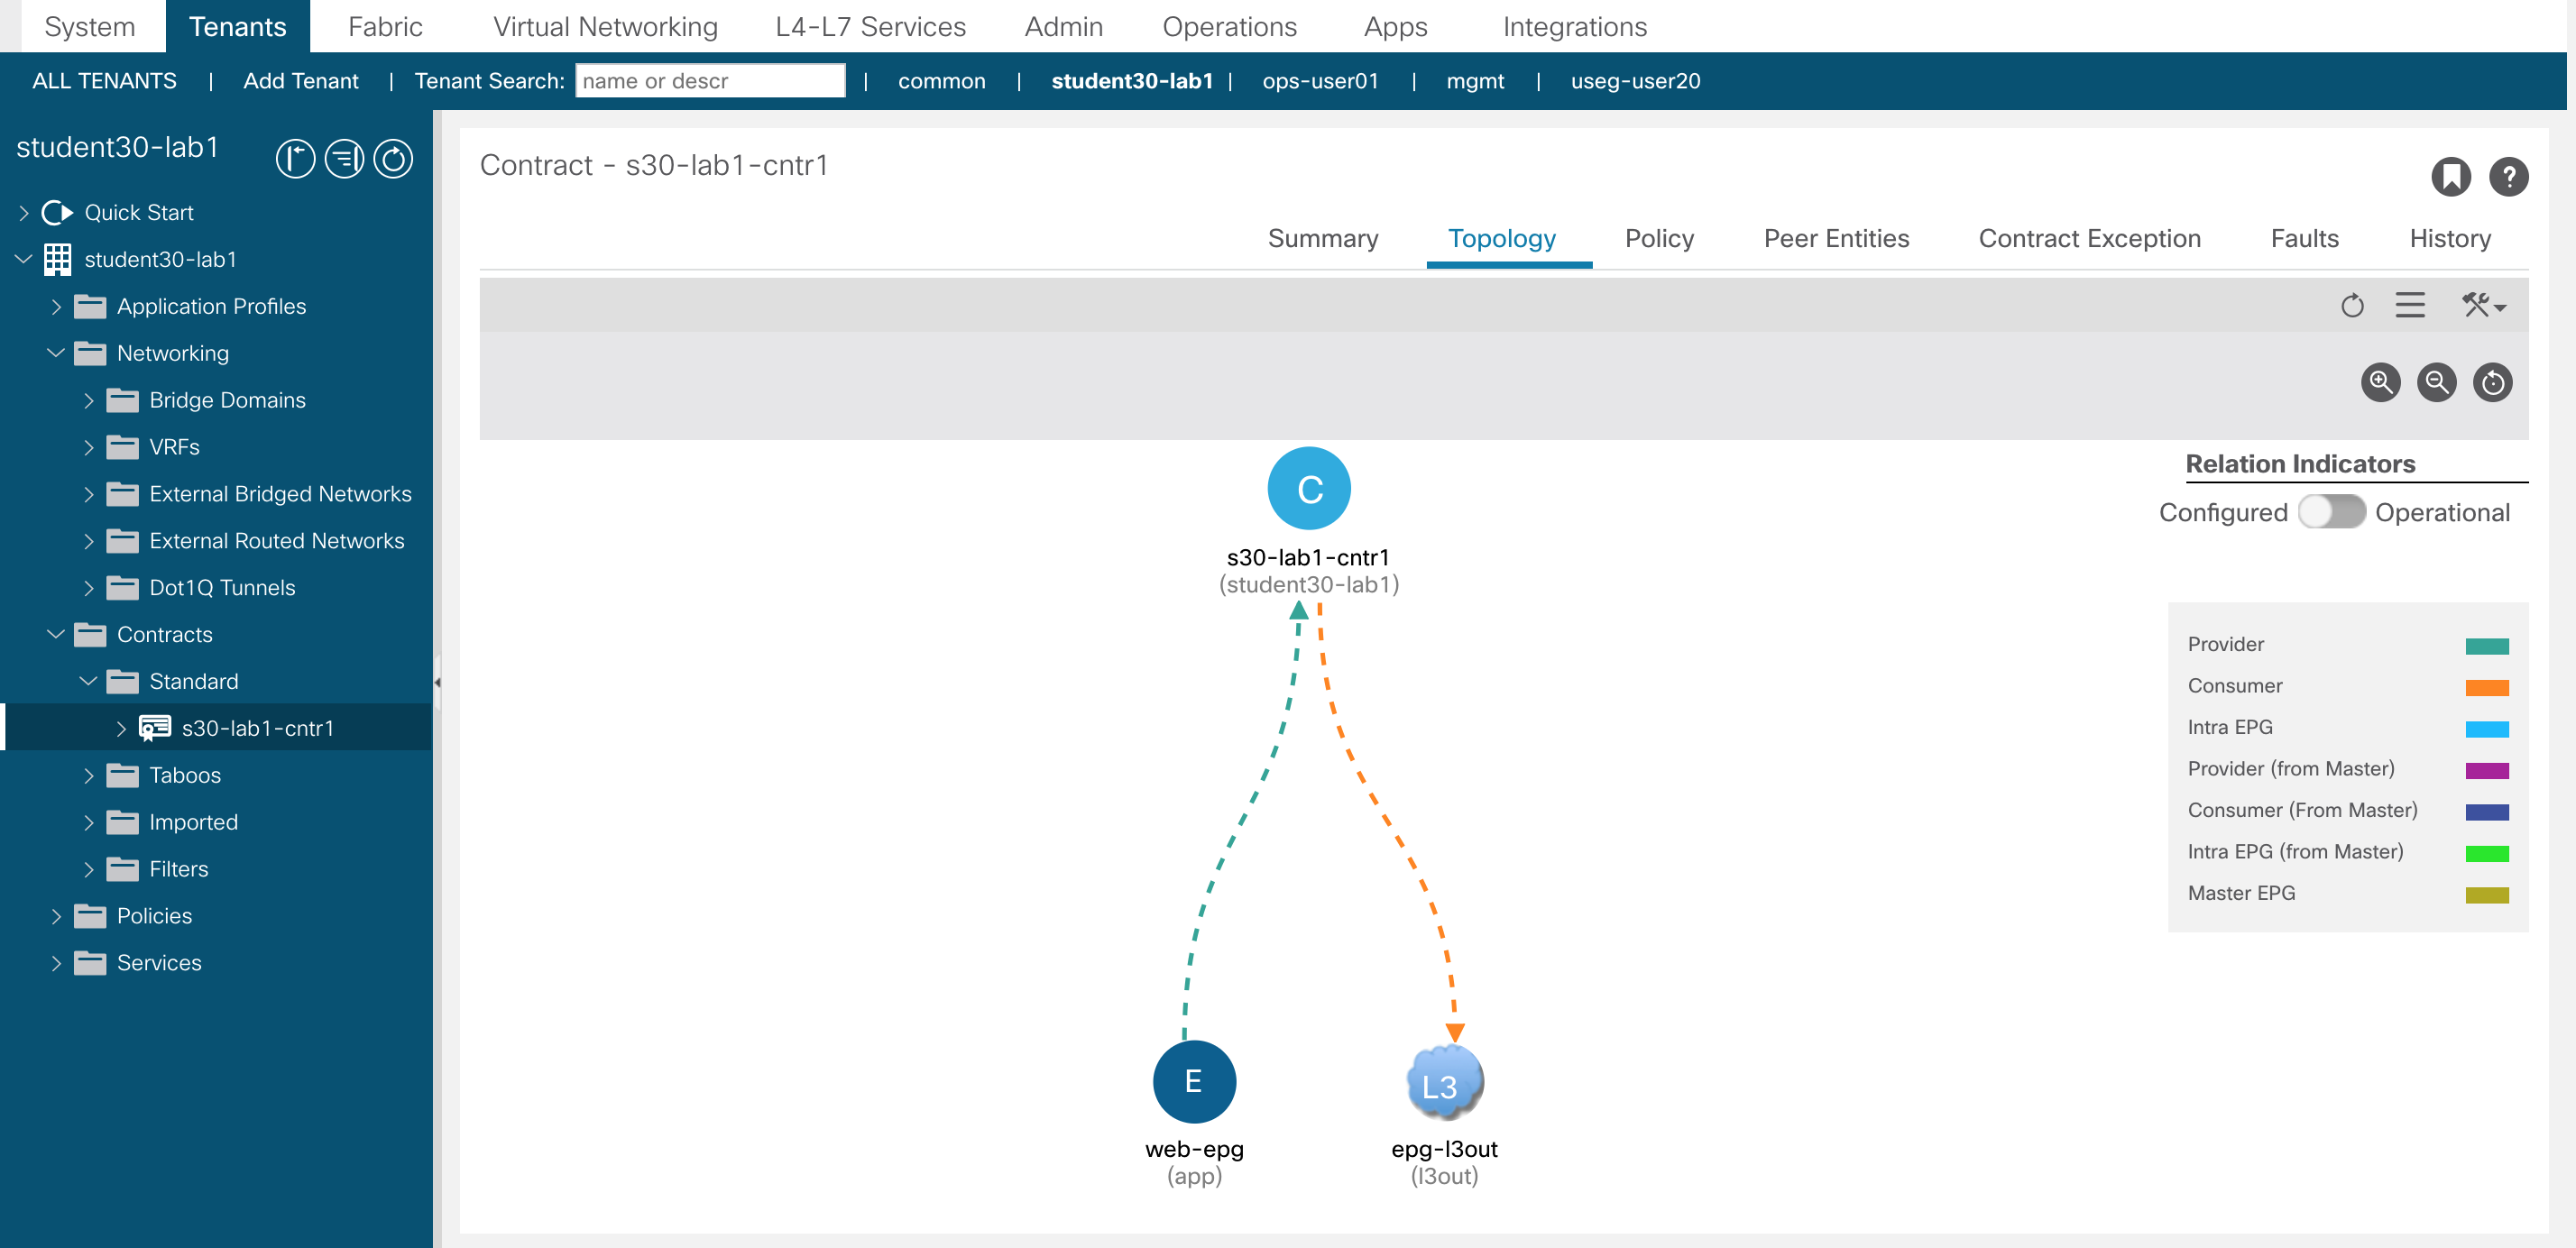 System Tenants Fabric Virtual Networking L4-L7 Services Admin Operations Apps Integrations
ALL TENANTS | Add Tenant | Tenant Search: name or descr | common | student30-lab1 | ops-user01 | mgmt | useg-user20
student30-lab1
Quick Start
student30-lab1
Application Profiles
Networking
Bridge Domains
VRFs
External Bridged Networks
External Routed Networks
Dot1Q Tunnels
Contracts
Standard
s30-lab1-cntr1
Taboos
Imported
Filters
Policies
Services
Contract - s30-lab1-cntr1
?
Summary Topology Policy Peer Entities Contract Exception Faults History
C
s30-lab1-cntr1
(student30-lab1)
E
web-epg
(app)
L3
epg-l3out
(l3out)
Relation Indicators
Configured Operational
Provider
Consumer
Intra EPG
Provider (from Master)
Consumer (From Master)
Intra EPG (from Master)
Master EPG